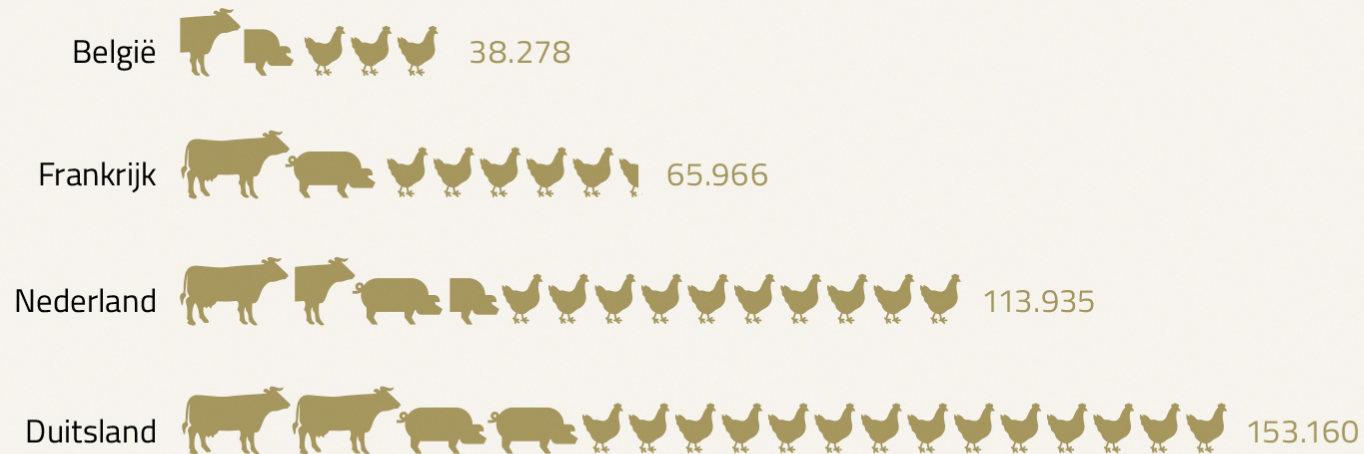 België 38.278
Frankrijk 65.966
Nederland 113.935
Duitsland 153.160